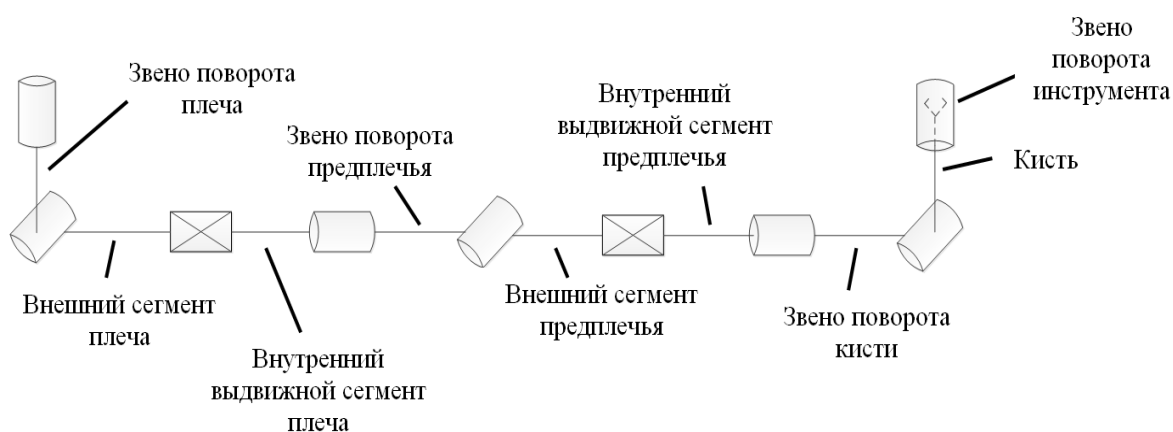 Звено поворота
плеча
Звено поворота
предплечья
Внутренний
выдвижной сегмент
предплечья
Звено
поворота
инструмента
Кисть
Внешний сегмент
плеча
Внутренний
выдвижной сегмент
плеча
Внешний сегмент
предплечья
Звено поворота
кисти